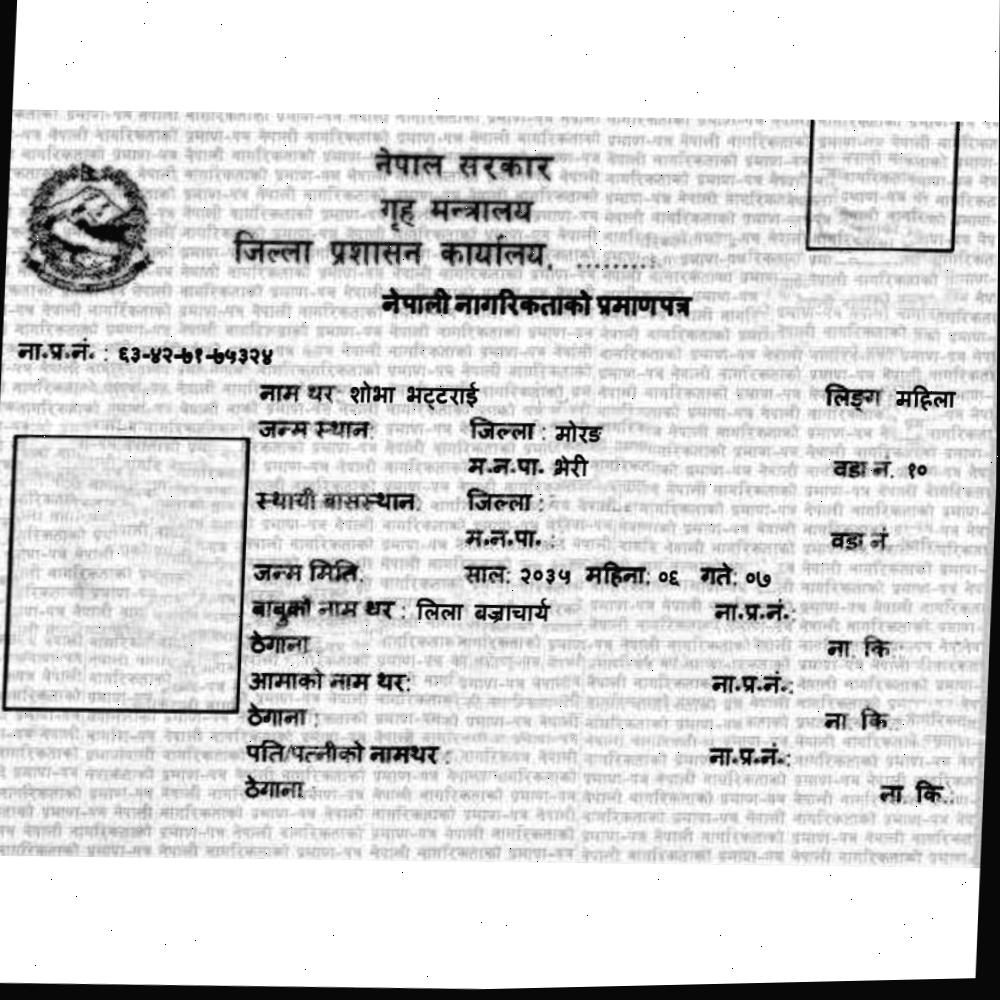 नेपाल सरकार
गृह मन्त्रालय
जिल्ला प्रशासन कार्यालय, .........
नेपाली नागरिकताको प्रमाणपत्र
ना.प्र.नं. : ६३-४२-७१-७५३२४
नाम थर: शोभा भट्टराई लिङ्ग महिला
जन्म स्थान: जिल्ला : मोरङ
म.न.पा. भेरी वडा नं. १०
स्थायी बासस्थान: जिल्ला :
म.न.पा. : वडा नं
जन्म मिति: साल: २०३५ महिना: ०६ गते: ०७
बाबुको नाम थर : लिला बज्राचार्य ना.प्र.नं.:
ठेगाना : ना. कि.:
आमाको नाम थर: ना.प्र.नं.:
ठेगाना : ना कि.
पति/पत्नीको नामथर : ना.प्र.नं.:
ठेगाना : ना. कि.: